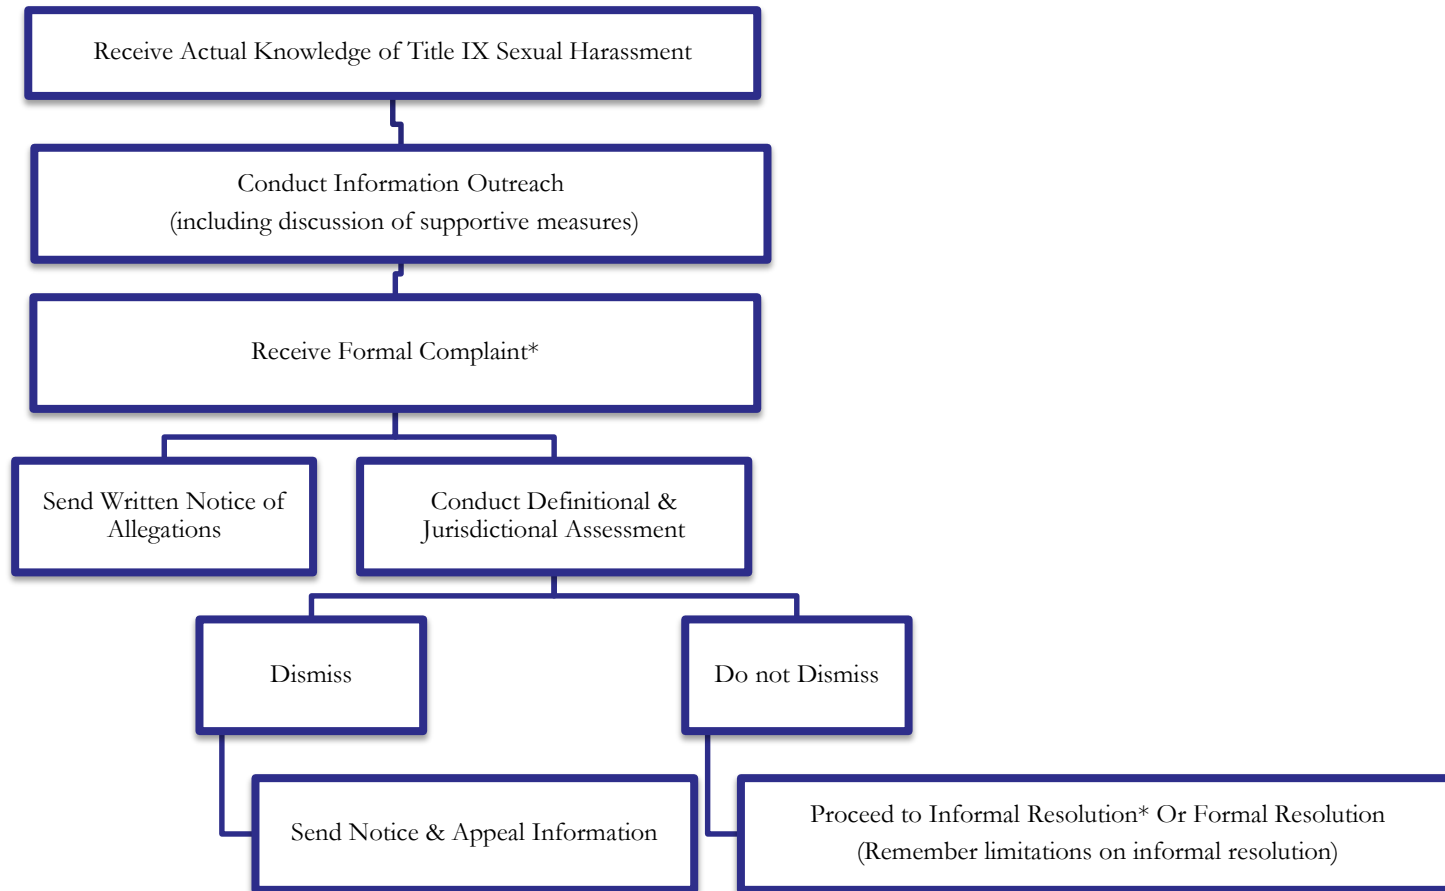 Receive Actual Knowledge of Title IX Sexual Harassment
Conduct Information Outreach
(including discussion of supportive measures)
Receive Formal Complaint*
Send Written Notice of
Allegations
Conduct Definitional &
Jurisdictional Assessment
Dismiss
Do not Dismiss
Send Notice & Appeal Information
Proceed to Informal Resolution* Or Formal Resolution
(Remember limitations on informal resolution)